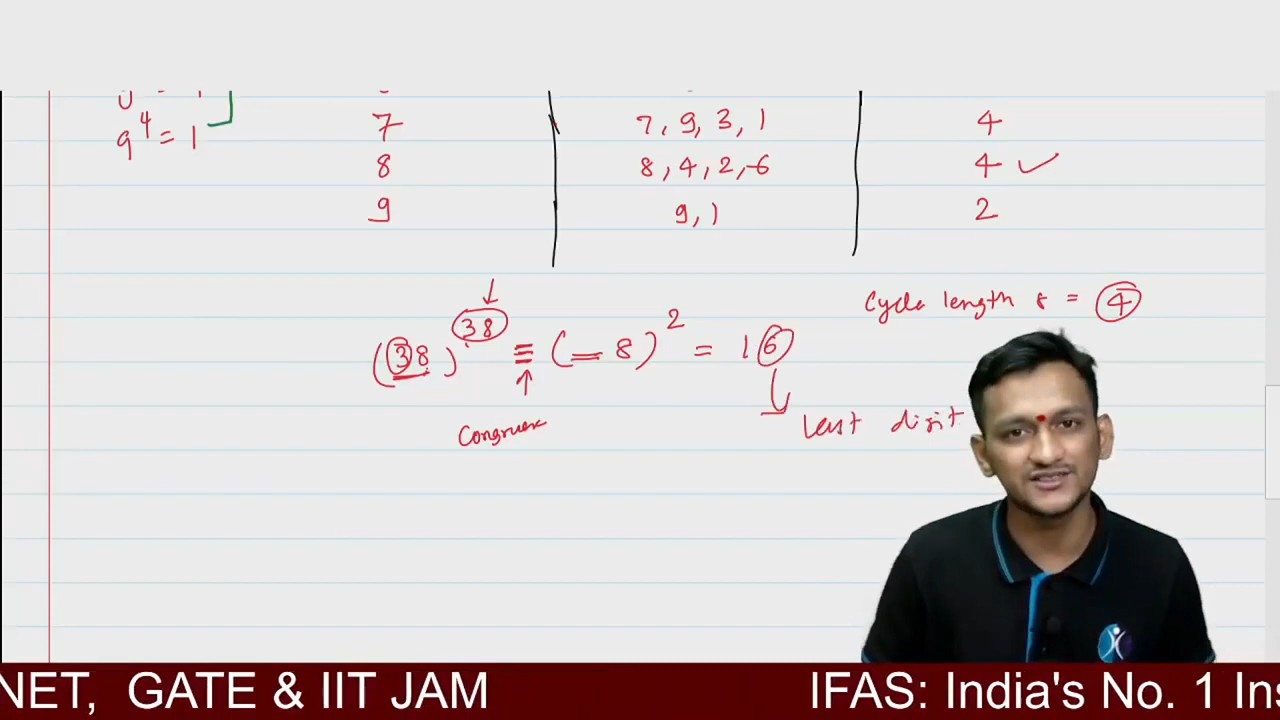 9⁴ = 1
7 7, 9, 3, 1 4
8 8, 4, 2, 6 4 ✓
9 9, 1 2
Cycle length 8 = 4
(38)³⁸ ≡ (_8)² = 16
Congruence
Last digit
NET, GATE & IIT JAM IFAS: India's No. 1 Ins